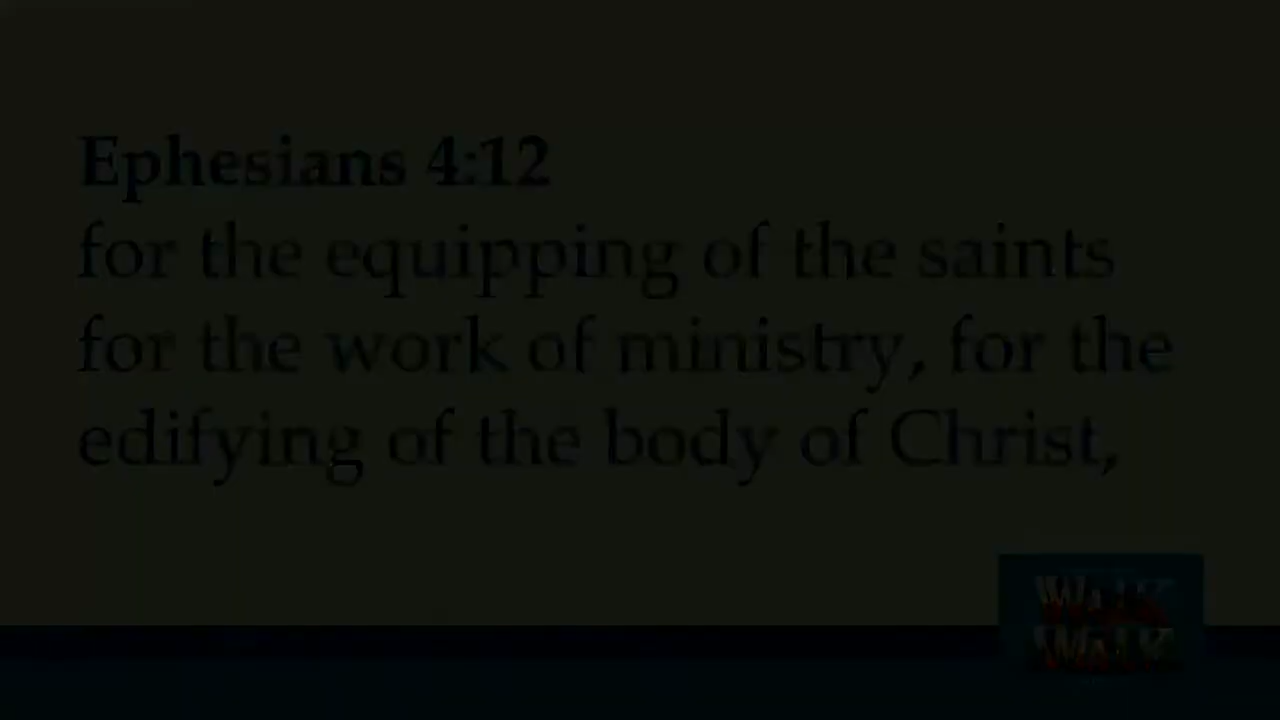 Ephesians 4:12
for the equipping of the saints
for the work of ministry, for the
edifying of the body of Christ,